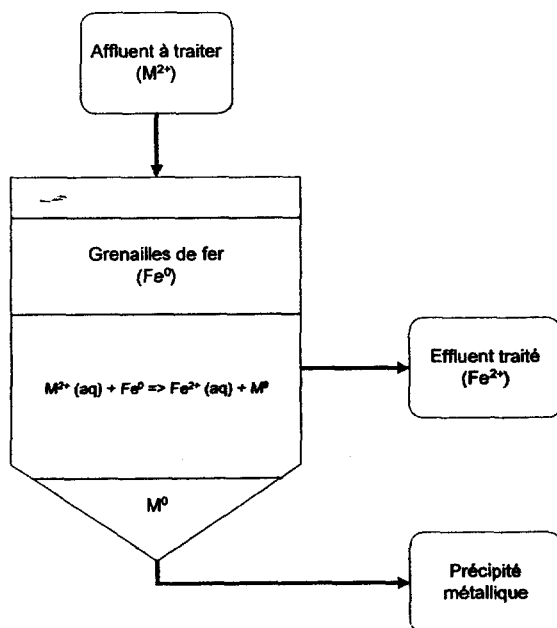 Affluent à traiter
(M²⁺)
Grenailles de fer
(Fe⁰)
M²⁺ (aq) + Fe⁰ => Fe²⁺ (aq) + M⁰
Effluent traité
(Fe²⁺)
M⁰
Précipité
métallique